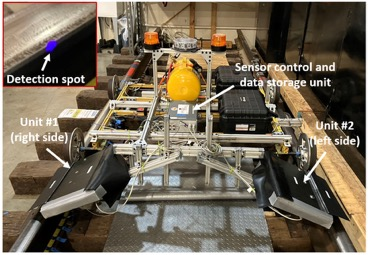 Detection spot
Sensor control and
data storage unit
Unit #1
(right side)
Unit #2
(left side)